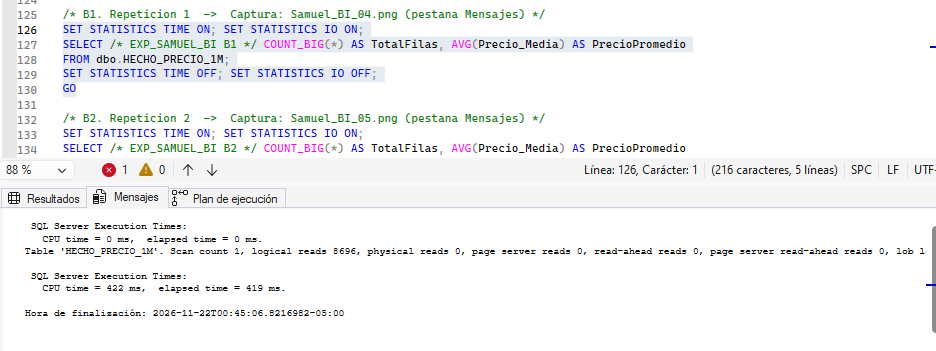 124
125 /* B1. Repeticion 1 -> Captura: Samuel_BI_04.png (pestana Mensajes) */
126 SET STATISTICS TIME ON; SET STATISTICS IO ON;
127 SELECT /* EXP_SAMUEL_BI B1 */ COUNT_BIG(*) AS TotalFilas, AVG(Precio_Media) AS PrecioPromedio
128 FROM dbo.HECHO_PRECIO_1M;
129 SET STATISTICS TIME OFF; SET STATISTICS IO OFF;
130 GO
131
132 /* B2. Repeticion 2 -> Captura: Samuel_BI_05.png (pestana Mensajes) */
133 SET STATISTICS TIME ON; SET STATISTICS IO ON;
134 SELECT /* EXP_SAMUEL_BI B2 */ COUNT_BIG(*) AS TotalFilas, AVG(Precio_Media) AS PrecioPromedio
88 % 1 0 Línea: 126, Carácter: 1 (216 caracteres, 5 líneas) SPC LF UTF-
Resultados Mensajes Plan de ejecución
SQL Server Execution Times:
CPU time = 0 ms, elapsed time = 0 ms.
Table 'HECHO_PRECIO_1M'. Scan count 1, logical reads 8696, physical reads 0, page server reads 0, read-ahead reads 0, page server read-ahead reads 0, lob l
SQL Server Execution Times:
CPU time = 422 ms, elapsed time = 419 ms.
Hora de finalización: 2026-11-22T00:45:06.8216982-05:00